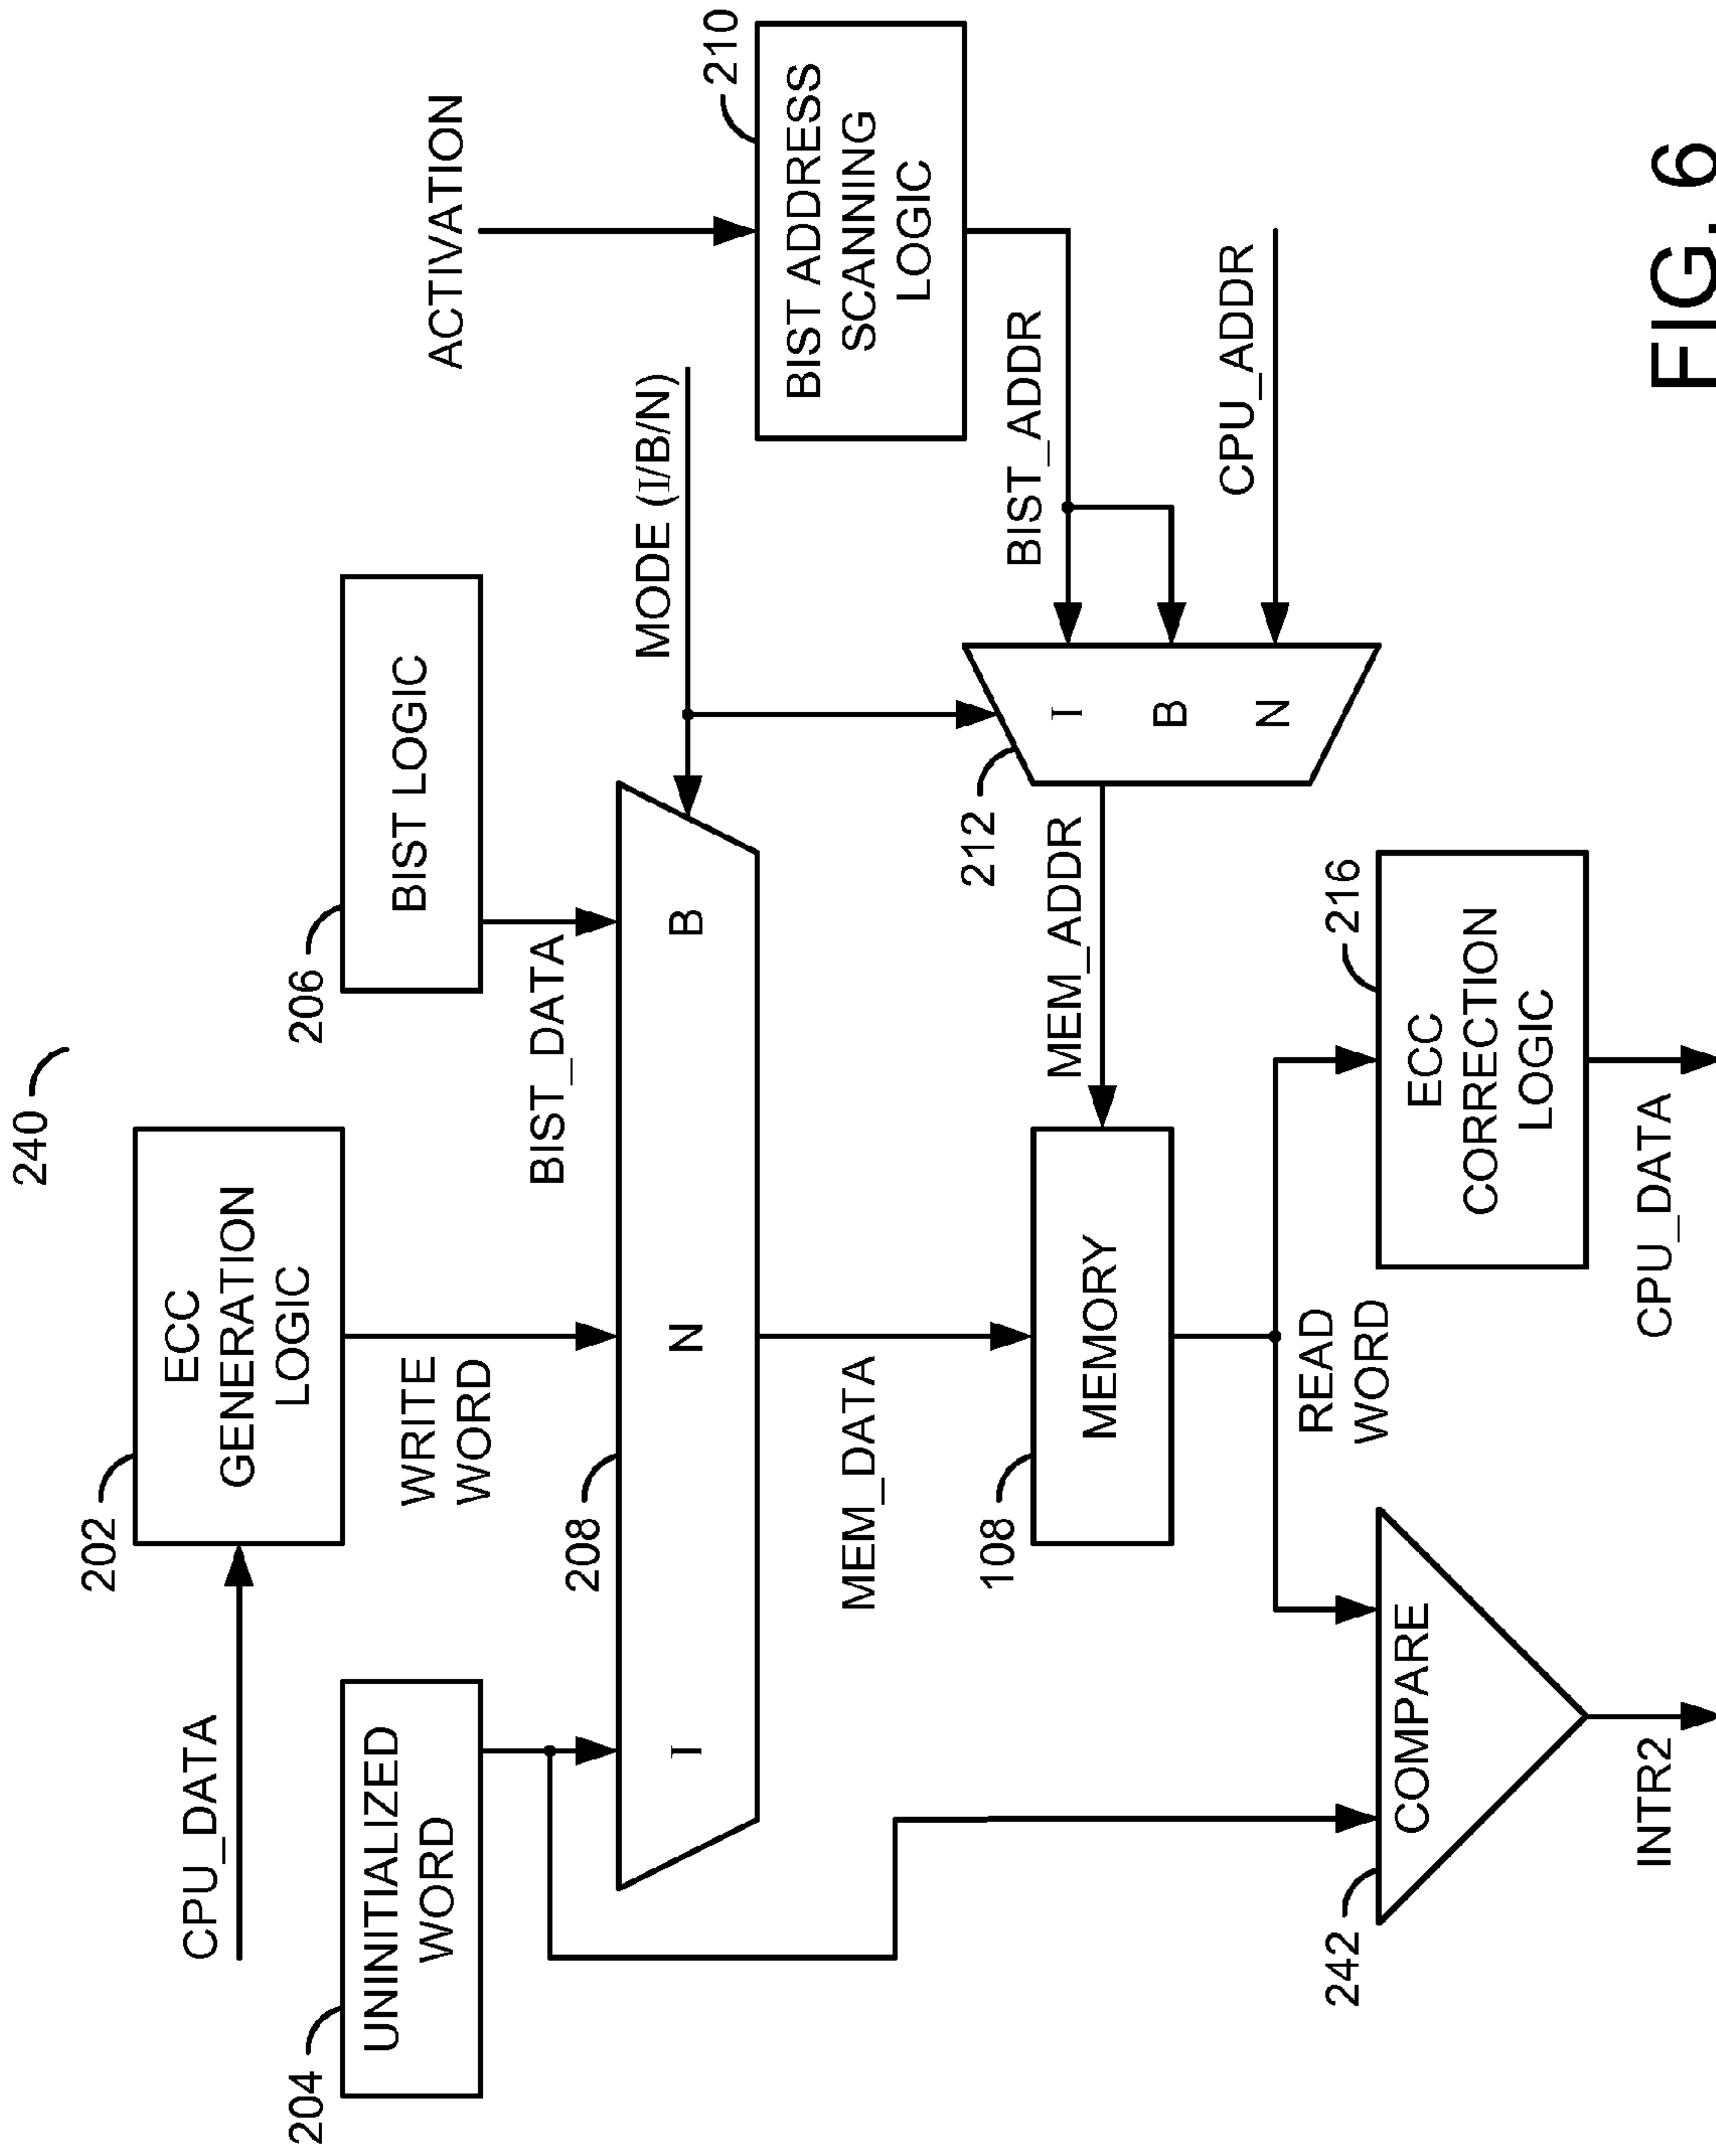 240
CPU_DATA
202
ECC
GENERATION
LOGIC
204
UNINITIALIZED
WORD
WRITE
WORD
206
BIST LOGIC
BIST_DATA
ACTIVATION
208
I
N
B
MODE (I/B/N)
210
BIST ADDRESS
SCANNING
LOGIC
MEM_DATA
BIST_ADDR
CPU_ADDR
212
I
B
N
MEM_ADDR
108
MEMORY
READ
WORD
242
COMPARE
216
ECC
CORRECTION
LOGIC
INTR2
CPU_DATA
FIG. 6